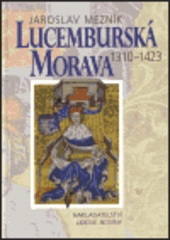 JAROSLAV MEZNÍK
LUCEMBURSKÁ
MORAVA
1310–1423
NAKLADATELSTVÍ
LIDOVÉ NOVINY